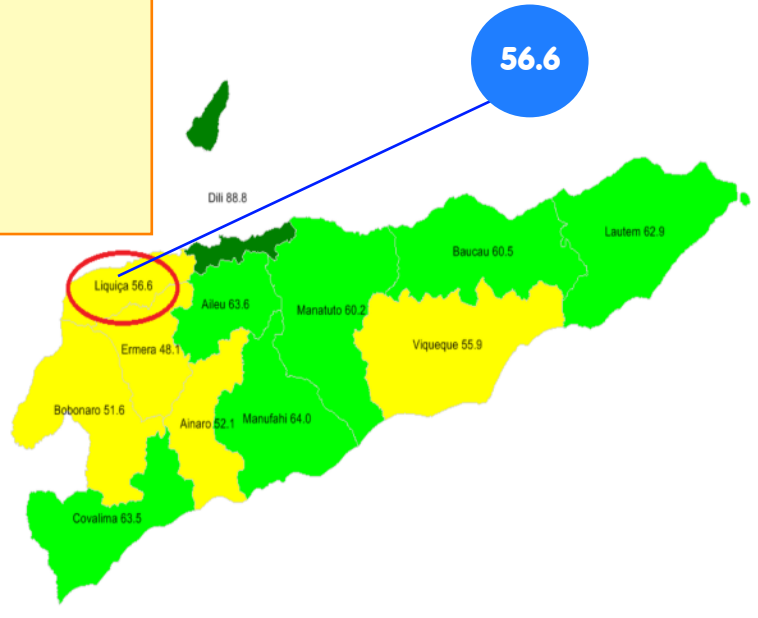 56.6
Dili 88.8
Lautem 62.9
Baucau 60.5
Liquiça 56.6
Aileu 63.6
Manatuto 60.2
Viqueque 55.9
Ermera 48.1
Bobonaro 51.6
Ainaro 52.1
Manufahi 64.0
Covalima 63.5